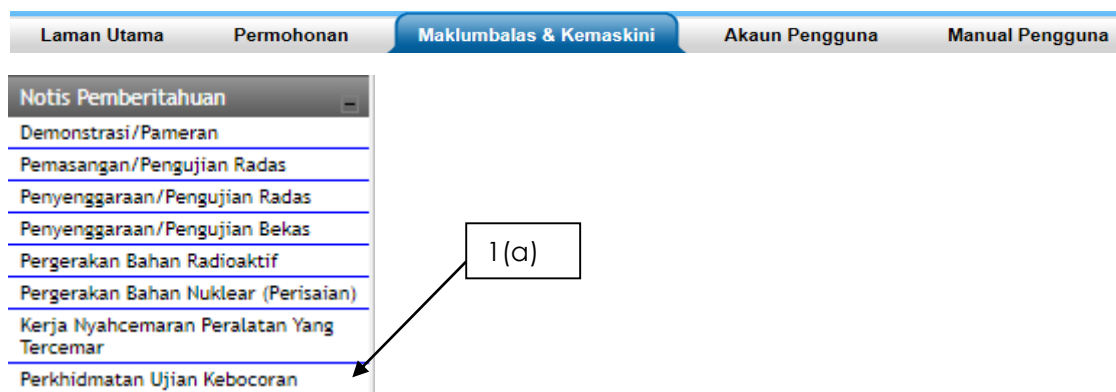 Laman Utama Permohonan Maklumbalas & Kemaskini Akaun Pengguna Manual Pengguna
Notis Pemberitahuan
Demonstrasi/Pameran
Pemasangan/Pengujian Radas
Penyenggaraan/Pengujian Radas
Penyenggaraan/Pengujian Bekas
Pergerakan Bahan Radioaktif
Pergerakan Bahan Nuklear (Perisaian)
Kerja Nyahcemaran Peralatan Yang
Tercemar
Perkhidmatan Ujian Kebocoran
1(a)